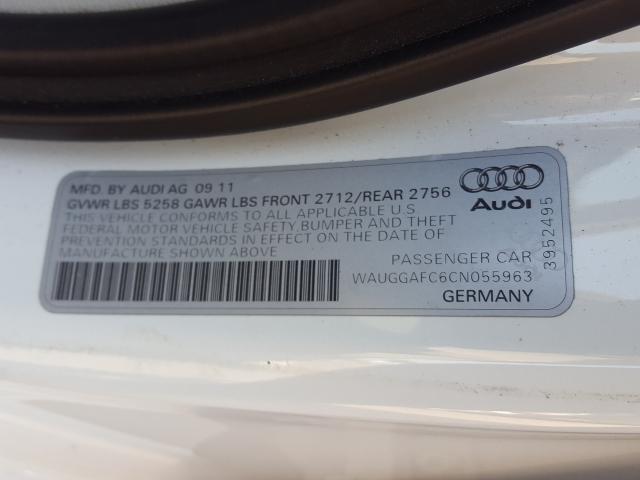 MFD. BY AUDI AG 09 11
GVWR LBS 5258 GAWR LBS FRONT 2712/REAR 2756
THIS VEHICLE CONFORMS TO ALL APPLICABLE U.S
FEDERAL MOTOR VEHICLE SAFETY,BUMPER AND THEFT
PREVENTION STANDARDS IN EFFECT ON THE DATE OF
MANUFACTURE SHOWN ABOVE
Audi
3952495
PASSENGER CAR
WAUGGAFC6CN055963
GERMANY